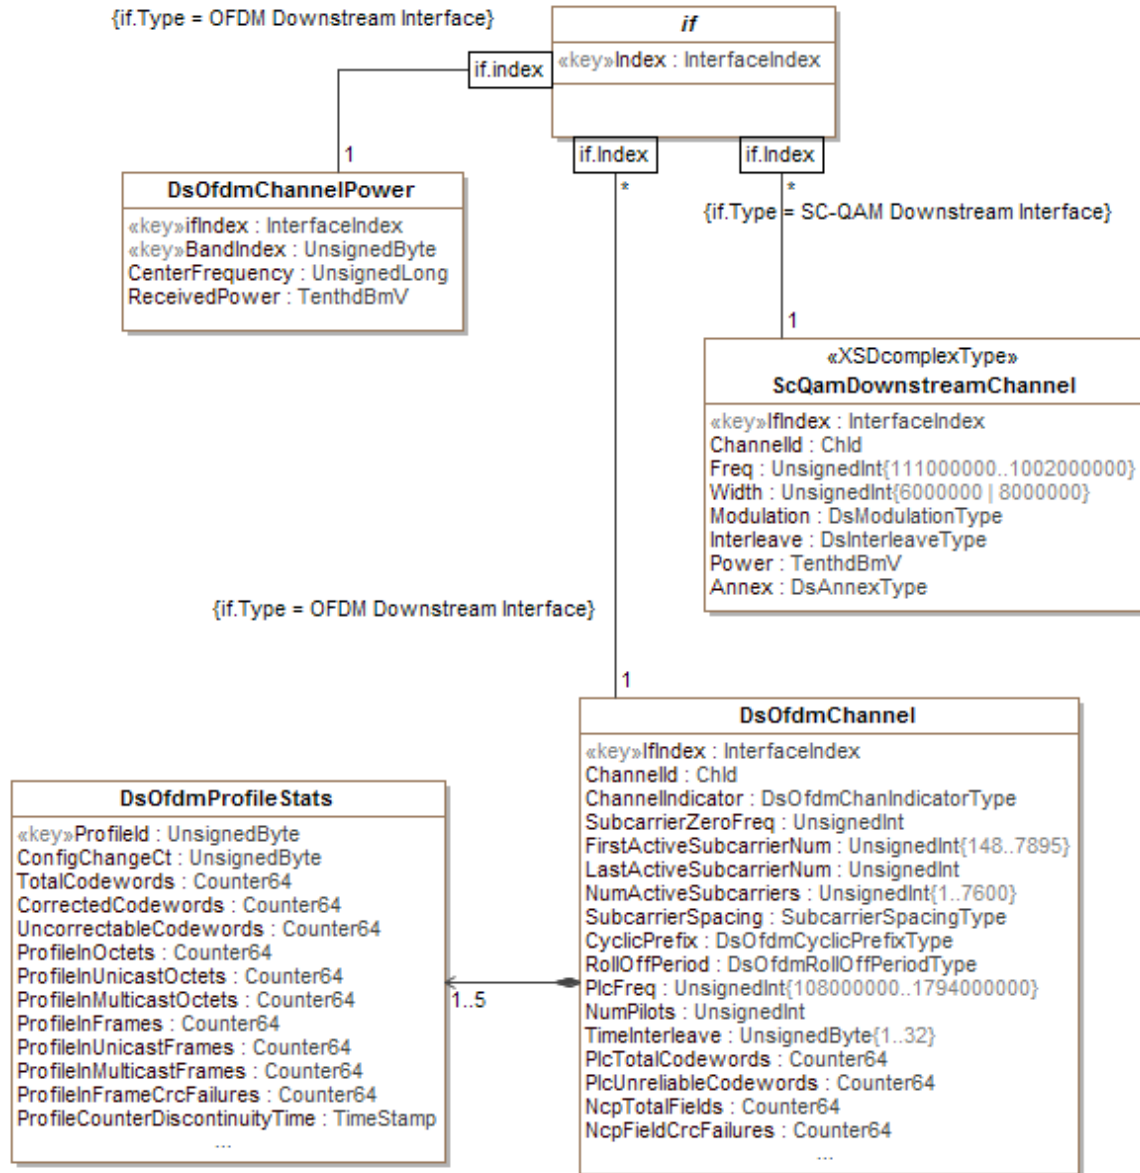 {if.Type = OFDM Downstream Interface}
if
«key»Index : InterfaceIndex
if.index
if.Index
if.Index
1
*
*
{if.Type = SC-QAM Downstream Interface}
DsOfdmChannelPower
«key»ifIndex : InterfaceIndex
«key»BandIndex : UnsignedByte
CenterFrequency : UnsignedLong
ReceivedPower : TenthdBmV
1
«XSDcomplexType»
ScQamDownstreamChannel
«key»IfIndex : InterfaceIndex
ChannelId : ChId
Freq : UnsignedInt{111000000..1002000000}
Width : UnsignedInt{6000000 | 8000000}
Modulation : DsModulationType
Interleave : DsInterleaveType
Power : TenthdBmV
Annex : DsAnnexType
{if.Type = OFDM Downstream Interface}
1
DsOfdmChannel
«key»IfIndex : InterfaceIndex
ChannelId : ChId
ChannelIndicator : DsOfdmChanIndicatorType
SubcarrierZeroFreq : UnsignedInt
FirstActiveSubcarrierNum : UnsignedInt{148..7895}
LastActiveSubcarrierNum : UnsignedInt
NumActiveSubcarriers : UnsignedInt{1..7600}
SubcarrierSpacing : SubcarrierSpacingType
CyclicPrefix : DsOfdmCyclicPrefixType
RollOffPeriod : DsOfdmRollOffPeriodType
PlcFreq : UnsignedInt{108000000..1794000000}
NumPilots : UnsignedInt
TimeInterleave : UnsignedByte{1..32}
PlcTotalCodewords : Counter64
PlcUnreliableCodewords : Counter64
NcpTotalFields : Counter64
NcpFieldCrcFailures : Counter64
...
1..5
DsOfdmProfileStats
«key»ProfileId : UnsignedByte
ConfigChangeCt : UnsignedByte
TotalCodewords : Counter64
CorrectedCodewords : Counter64
UncorrectableCodewords : Counter64
ProfileInOctets : Counter64
ProfileInUnicastOctets : Counter64
ProfileInMulticastOctets : Counter64
ProfileInFrames : Counter64
ProfileInUnicastFrames : Counter64
ProfileInMulticastFrames : Counter64
ProfileInFrameCrcFailures : Counter64
ProfileCounterDiscontinuityTime : TimeStamp
...